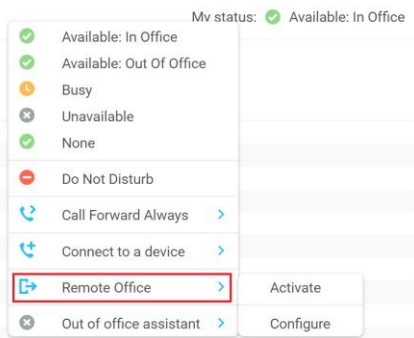 My status: Available: In Office
Available: In Office
Available: Out Of Office
Busy
Unavailable
None
Do Not Disturb
Call Forward Always
Connect to a device
Remote Office
Activate
Out of office assistant
Configure